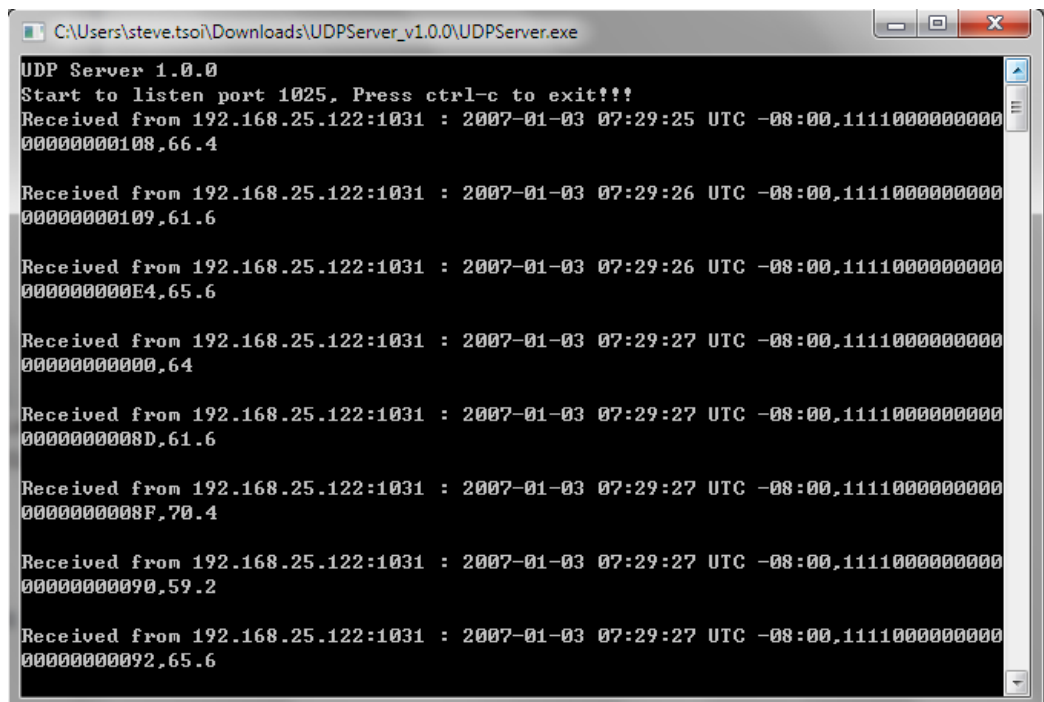 C:\Users\steve.tsoi\Downloads\UDPServer_v1.0.0\UDPServer.exe
UDP Server 1.0.0
Start to listen port 1025, Press ctrl-c to exit!!!
Received from 192.168.25.122:1031 : 2007-01-03 07:29:25 UTC -08:00,1111000000000
00000000108,66.4
Received from 192.168.25.122:1031 : 2007-01-03 07:29:26 UTC -08:00,1111000000000
00000000109,61.6
Received from 192.168.25.122:1031 : 2007-01-03 07:29:26 UTC -08:00,1111000000000
000000000E4,65.6
Received from 192.168.25.122:1031 : 2007-01-03 07:29:27 UTC -08:00,1111000000000
00000000000,64
Received from 192.168.25.122:1031 : 2007-01-03 07:29:27 UTC -08:00,1111000000000
0000000008D,61.6
Received from 192.168.25.122:1031 : 2007-01-03 07:29:27 UTC -08:00,1111000000000
0000000008F,70.4
Received from 192.168.25.122:1031 : 2007-01-03 07:29:27 UTC -08:00,1111000000000
00000000090,59.2
Received from 192.168.25.122:1031 : 2007-01-03 07:29:27 UTC -08:00,1111000000000
00000000092,65.6